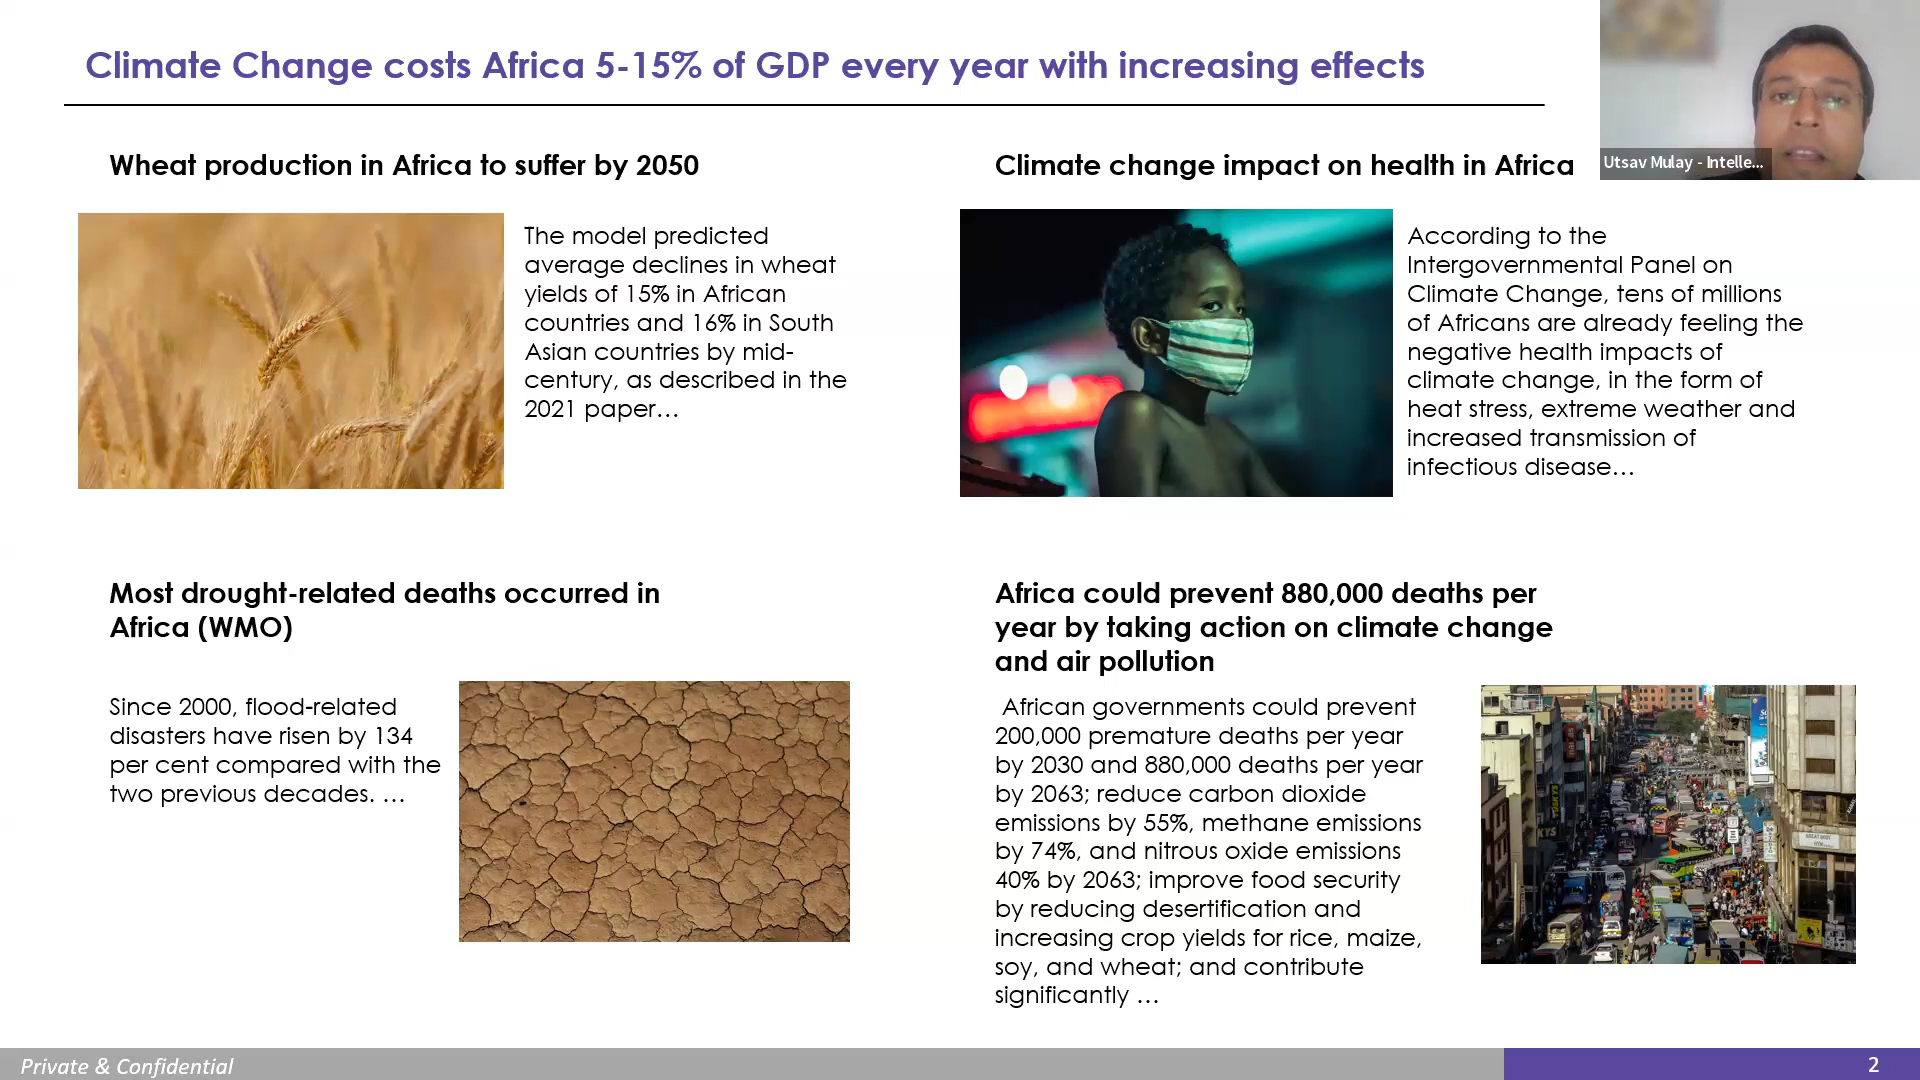 Climate Change costs Africa 5-15% of GDP every year with increasing effects
Utsav Mulay - Intelle...
Wheat production in Africa to suffer by 2050
The model predicted
average declines in wheat
yields of 15% in African
countries and 16% in South
Asian countries by mid-
century, as described in the
2021 paper…
Climate change impact on health in Africa
According to the
Intergovernmental Panel on
Climate Change, tens of millions
of Africans are already feeling the
negative health impacts of
climate change, in the form of
heat stress, extreme weather and
increased transmission of
infectious disease…
Most drought-related deaths occurred in
Africa (WMO)
Since 2000, flood-related
disasters have risen by 134
per cent compared with the
two previous decades. …
Africa could prevent 880,000 deaths per
year by taking action on climate change
and air pollution
African governments could prevent
200,000 premature deaths per year
by 2030 and 880,000 deaths per year
by 2063; reduce carbon dioxide
emissions by 55%, methane emissions
by 74%, and nitrous oxide emissions
40% by 2063; improve food security
by reducing desertification and
increasing crop yields for rice, maize,
soy, and wheat; and contribute
significantly …
Private & Confidential
2